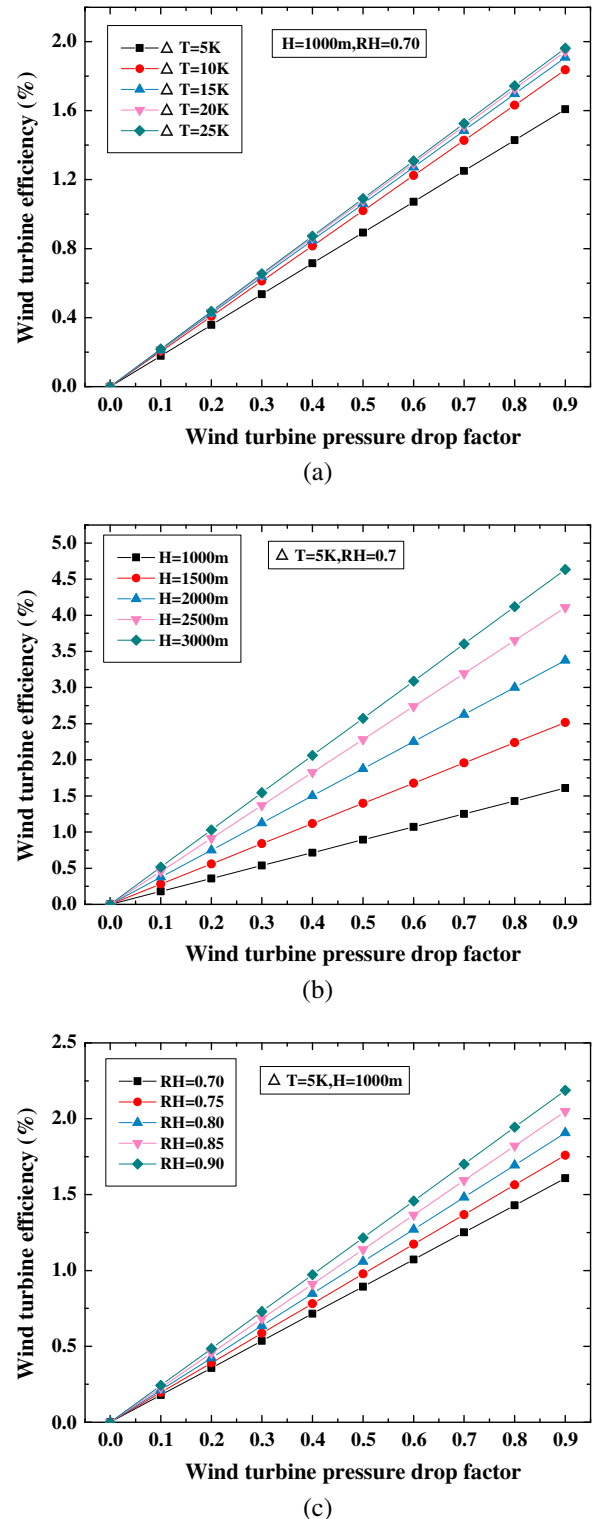 H=1000m,RH=0.70
△ T=5K
△ T=10K
△ T=15K
△ T=20K
△ T=25K
2.0
1.6
1.2
0.8
0.4
0.0
Wind turbine efficiency (%)
0.0 0.1 0.2 0.3 0.4 0.5 0.6 0.7 0.8 0.9
Wind turbine pressure drop factor
(a)
△ T=5K,RH=0.7
H=1000m
H=1500m
H=2000m
H=2500m
H=3000m
5.0
4.5
4.0
3.5
3.0
2.5
2.0
1.5
1.0
0.5
0.0
Wind turbine efficiency (%)
0.0 0.1 0.2 0.3 0.4 0.5 0.6 0.7 0.8 0.9
Wind turbine pressure drop factor
(b)
△ T=5K,H=1000m
RH=0.70
RH=0.75
RH=0.80
RH=0.85
RH=0.90
2.5
2.0
1.5
1.0
0.5
0.0
Wind turbine efficiency (%)
0.0 0.1 0.2 0.3 0.4 0.5 0.6 0.7 0.8 0.9
Wind turbine pressure drop factor
(c)